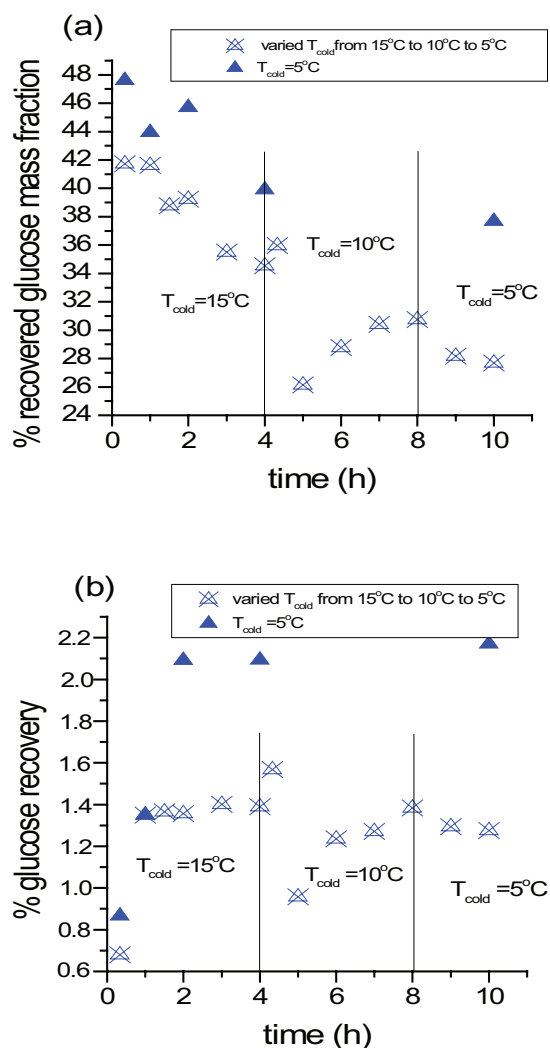 (a)
varied Tcold from 15°C to 10°C to 5°C
Tcold=5°C
48
46
44
42
40
38
36
34
32
30
28
26
24
% recovered glucose mass fraction
Tcold=10°C
Tcold=15°C
Tcold=5°C
0 2 4 6 8 10
time (h)
(b)
varied Tcold from 15°C to 10°C to 5°C
Tcold =5°C
2.2
2.0
1.8
1.6
1.4
1.2
1.0
0.8
0.6
% glucose recovery
Tcold =15°C
Tcold =10°C
Tcold =5°C
0 2 4 6 8 10
time (h)